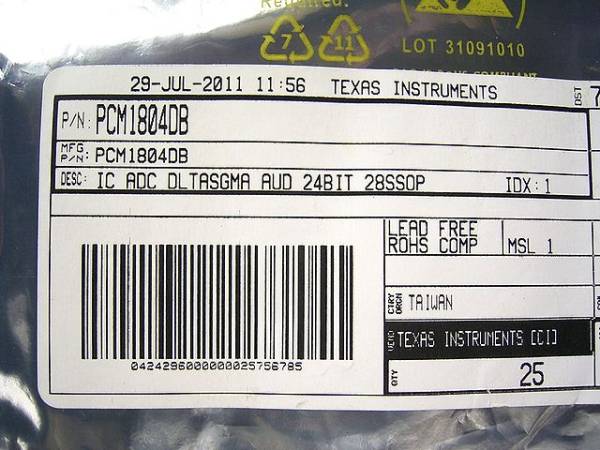 Required.
7 11
LOT 31091010
29-JUL-2011 11:56 TEXAS INSTRUMENTS
DST 7
P/N: PCM1804DB
MFG P/N: PCM1804DB
DESC: IC ADC DLTASGMA AUD 24BIT 28SSOP IDX: 1
LEAD FREE
ROHS COMP MSL 1
CTRY ORGN TAIWAN
VEND TEXAS INSTRUMENTS [CI]
QTY 25
04242960000000025756785